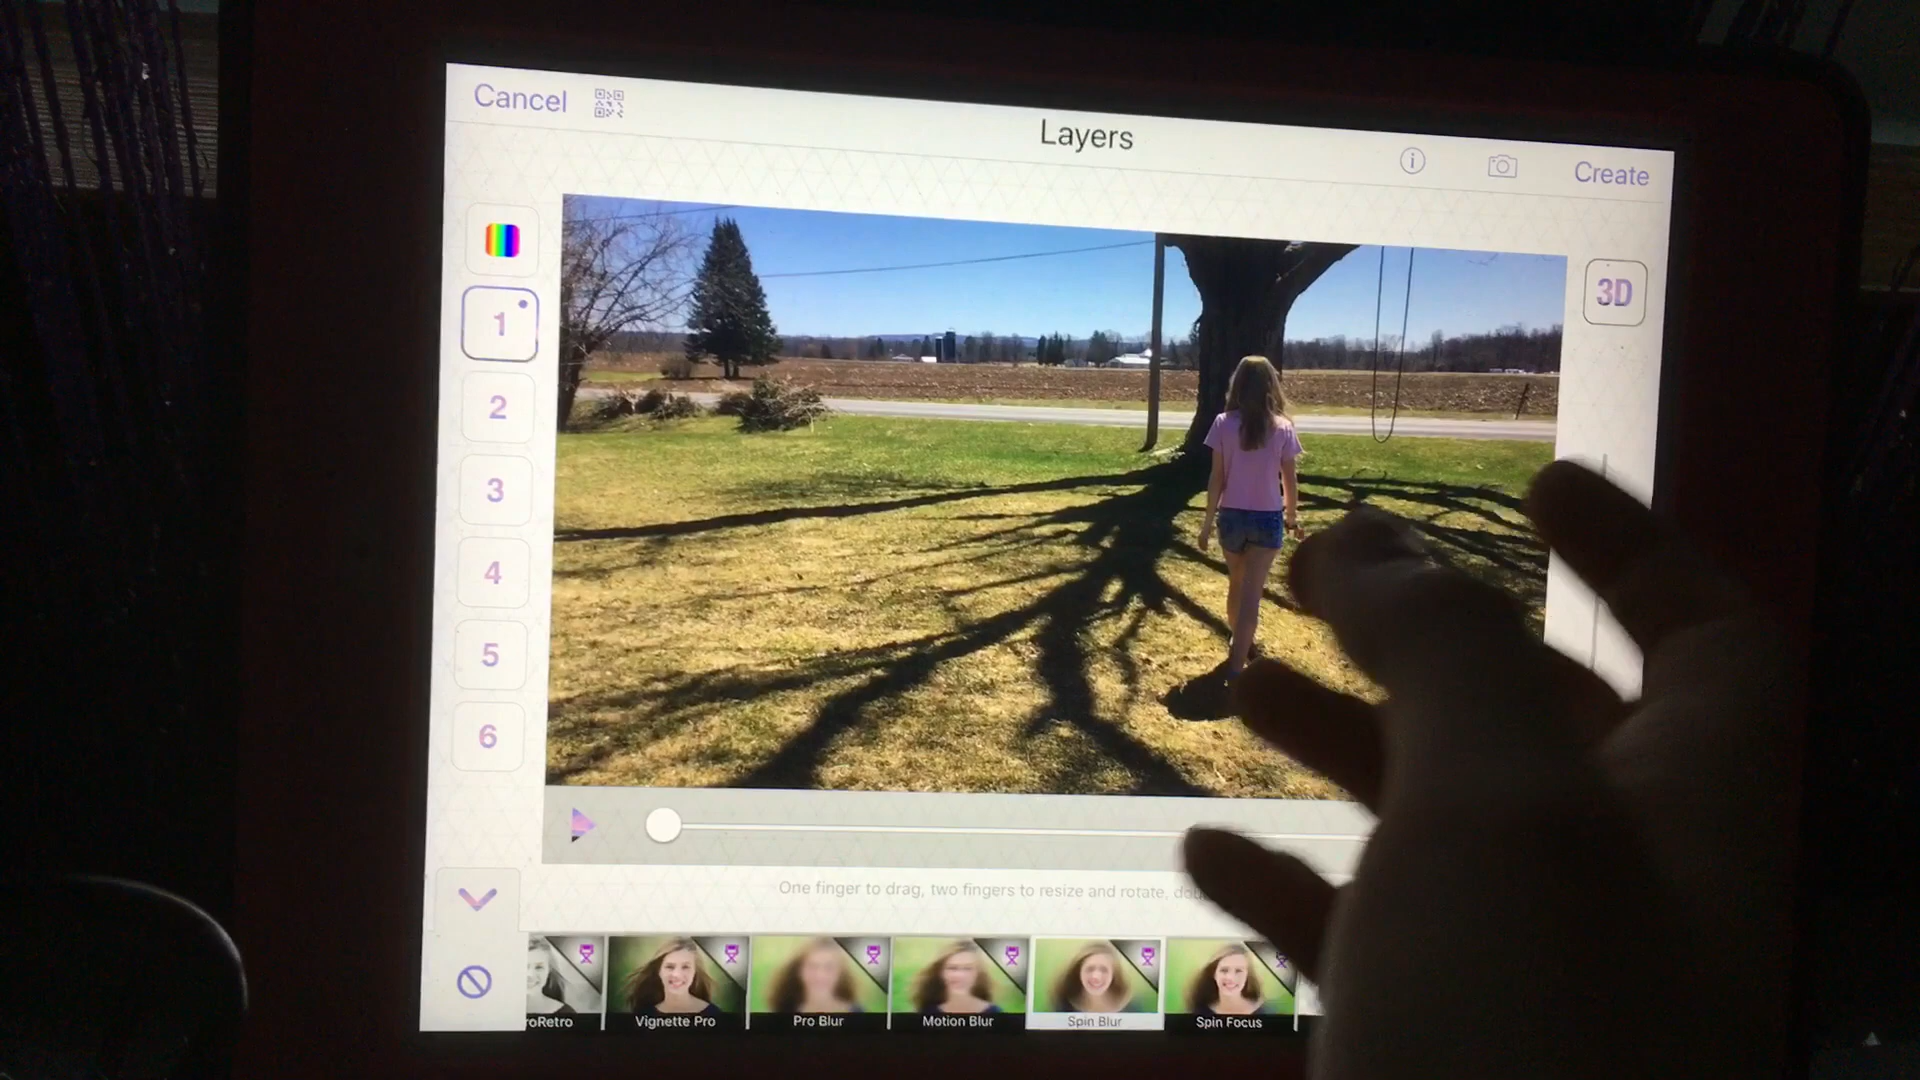 Cancel
Layers
Create
3D
1
2
3
4
5
6
One finger to drag, two fingers to resize and rotate,
roRetro
Vignette Pro
Pro Blur
Motion Blur
Spin Blur
Spin Focus